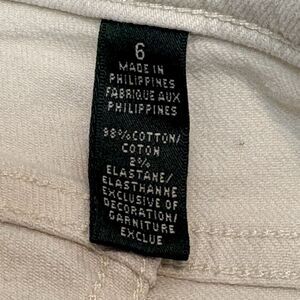 6
MADE IN
PHILIPPINES
FABRIQUE AUX
PHILIPPINES
98% COTTON/
COTON
2%
ELASTANE/
ELASTHANNE
EXCLUSIVE OF
DECORATION/
GARNITURE
EXCLUE